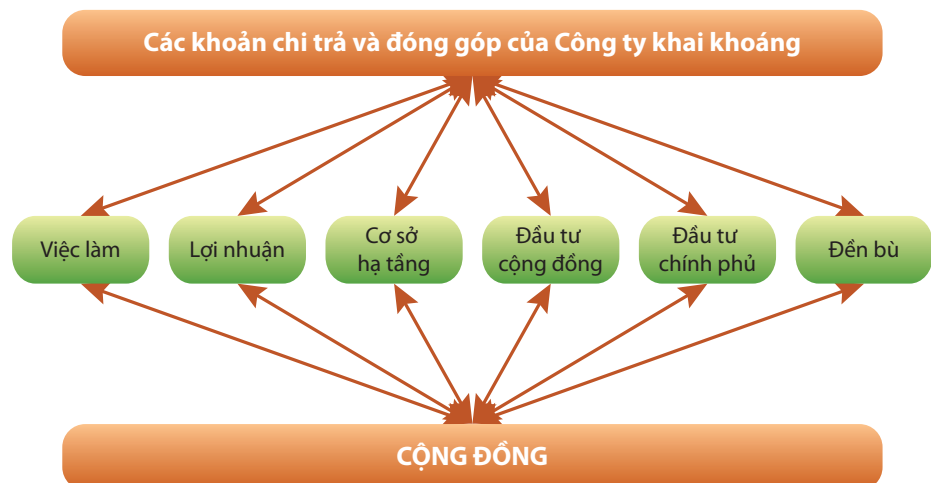 Các khoản chi trả và đóng góp của Công ty khai khoáng
Việc làm
Lợi nhuận
Cơ sở
hạ tầng
Đầu tư
cộng đồng
Đầu tư
chính phủ
Đền bù
CỘNG ĐỒNG